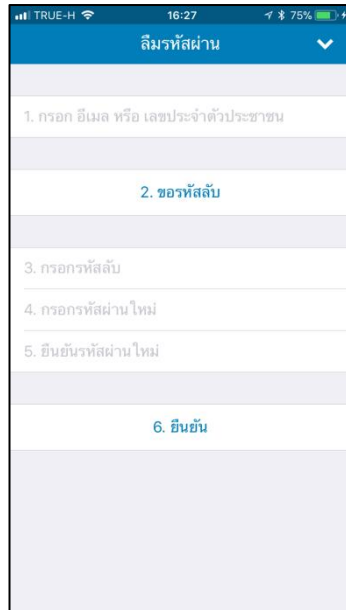 TRUE-H 16:27 75%
ลืมรหัสผ่าน
1. กรอก อีเมล หรือ เลขประจำตัวประชาชน
2. ขอรหัสลับ
3. กรอกรหัสลับ
4. กรอกรหัสผ่านใหม่
5. ยืนยันรหัสผ่านใหม่
6. ยืนยัน